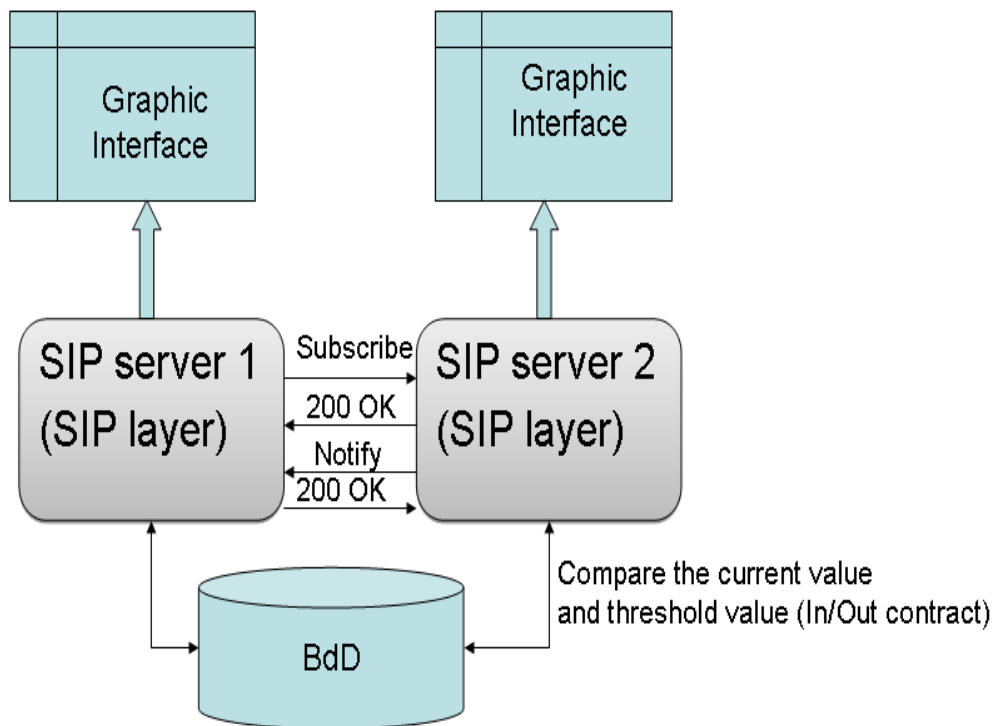 Graphic
Interface
Graphic
Interface
SIP server 1
(SIP layer)
Subscribe
200 OK
Notify
200 OK
SIP server 2
(SIP layer)
Compare the current value
and threshold value (In/Out contract)
BdD